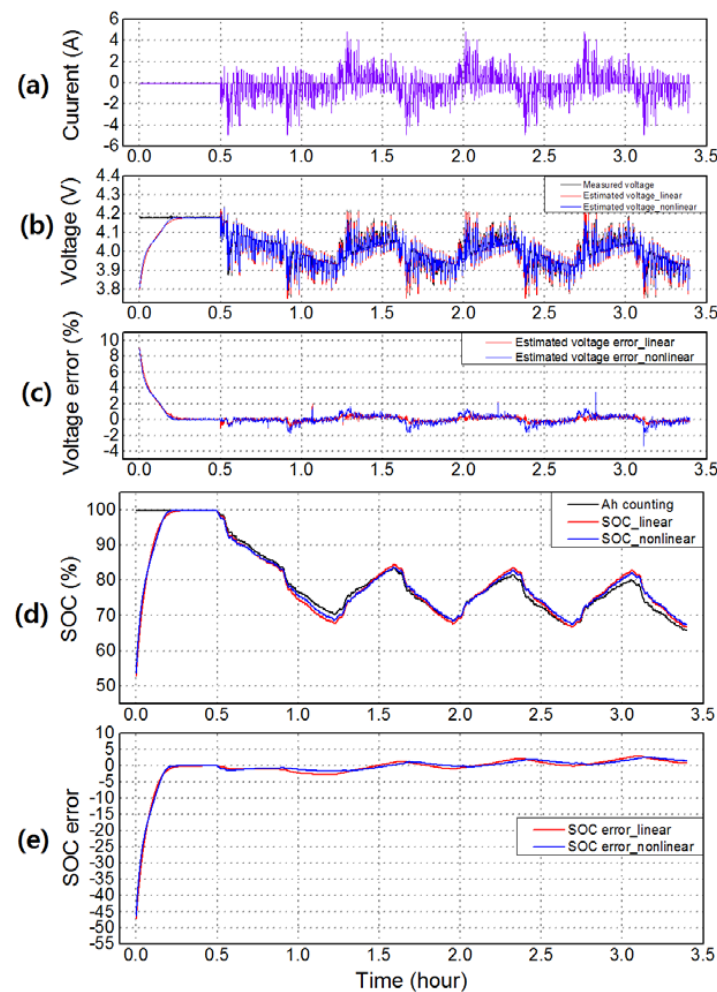 (a)
Cuurent (A)
6
4
2
0
-2
-4
6
0.0 0.5 1.0 1.5 2.0 2.5 3.0 3.5
(b)
Voltage (V)
4.4
4.3
4.2
4.1
4.0
3.9
3.8
Measured voltage
Estimated voltage_linear
Estimated voltage_nonlinear
0.0 0.5 1.0 1.5 2.0 2.5 3.0 3.5
(c)
Voltage error (%)
10
8
6
4
2
0
-2
-4
Estimated voltage error_linear
Estimated voltage error_nonlinear
0.0 0.5 1.0 1.5 2.0 2.5 3.0 3.5
(d)
SOC (%)
100
90
80
70
60
50
Ah counting
SOC_linear
SOC_nonlinear
0.0 0.5 1.0 1.5 2.0 2.5 3.0 3.5
(e)
SOC error
10
5
0
-5
-10
-15
-20
-25
-30
-35
-40
-45
-50
-55
SOC error_linear
SOC error_nonlinear
0.0 0.5 1.0 1.5 2.0 2.5 3.0 3.5
Time (hour)